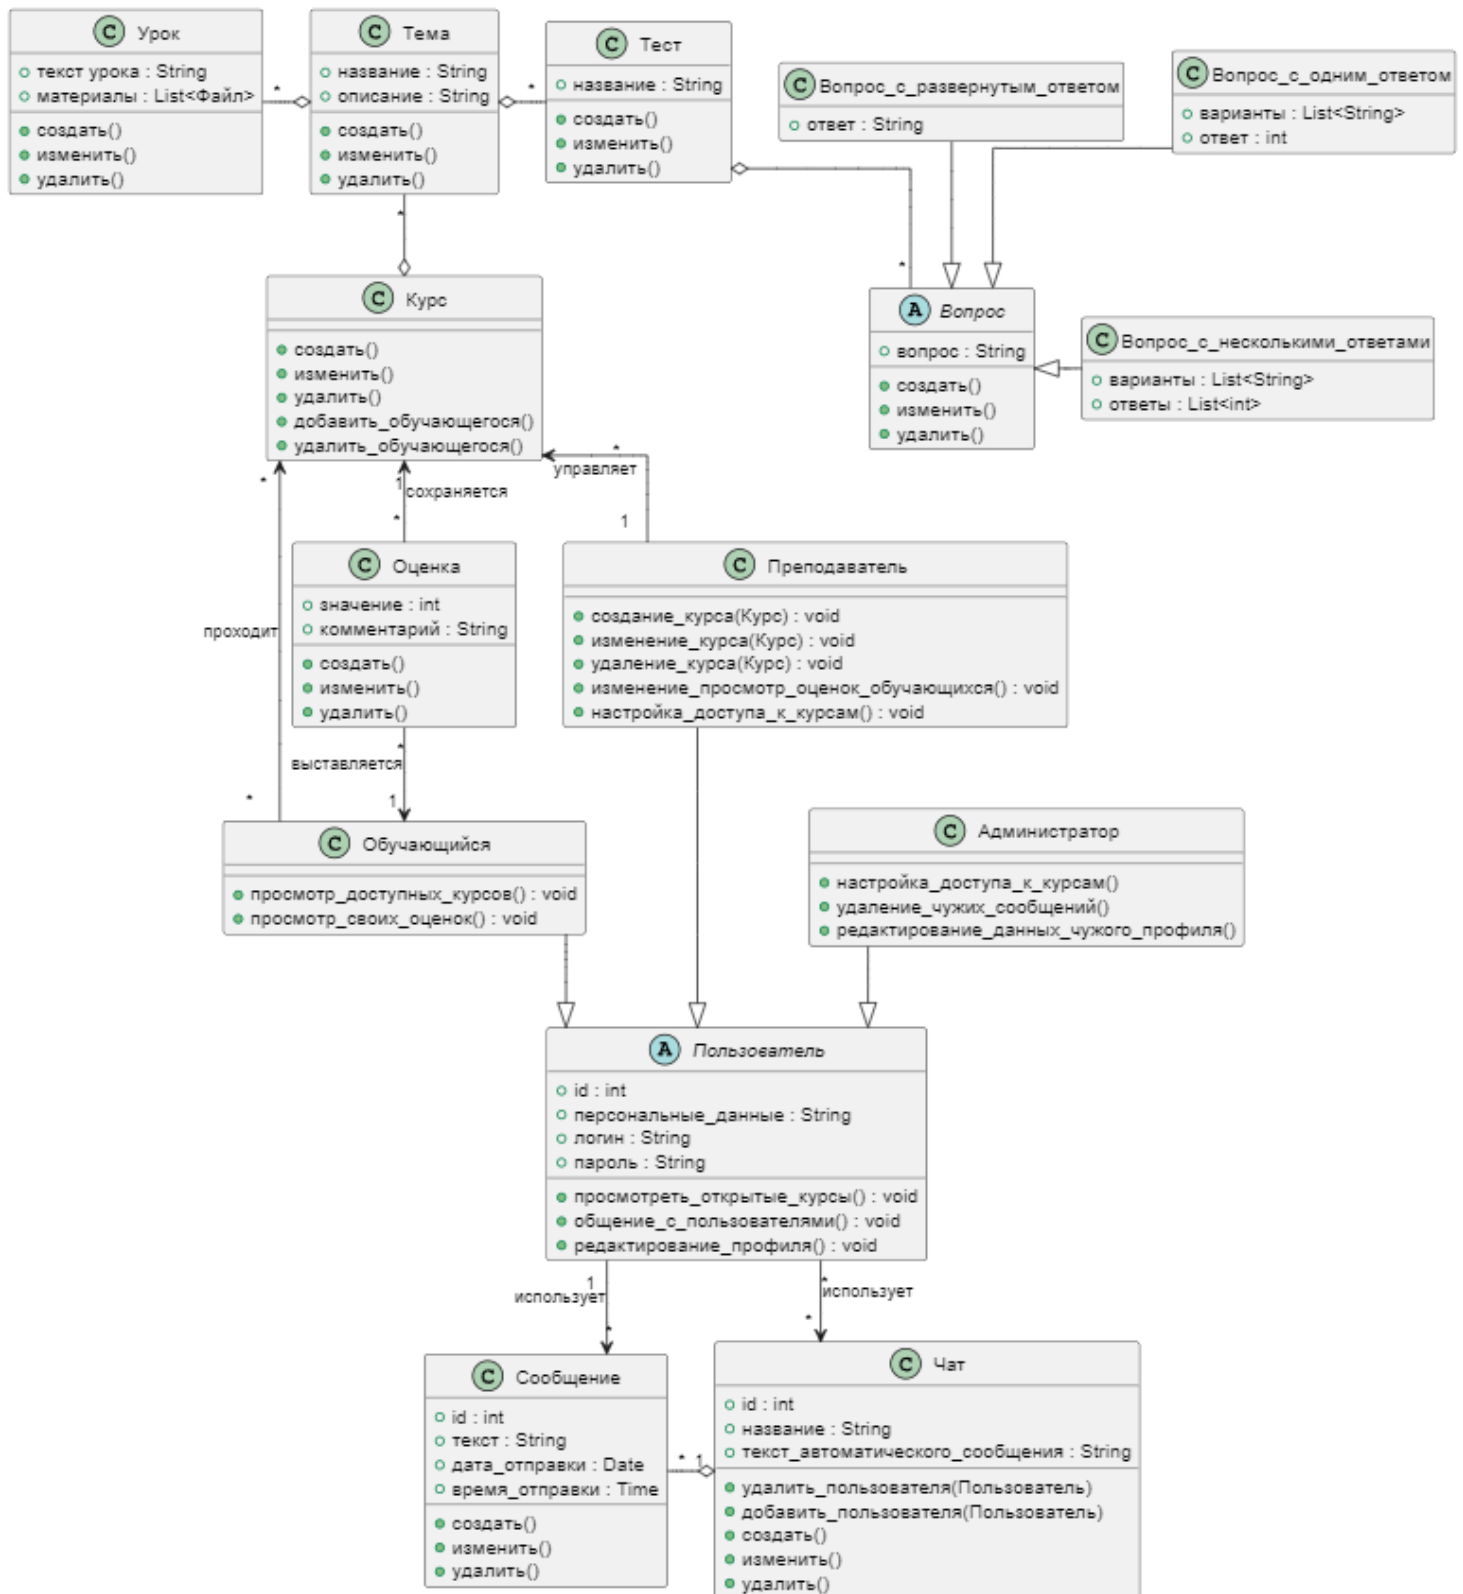 C Урок
текст урока : String
материалы : List<Файл>
создать()
изменить()
удалить()
*
C Тема
название : String
описание : String
создать()
изменить()
удалить()
*
C Тест
название : String
создать()
изменить()
удалить()
C Вопрос_с_развернутым_ответом
ответ : String
C Вопрос_с_одним_ответом
варианты : List<String>
ответ : int
*
*
A Вопрос
вопрос : String
создать()
изменить()
удалить()
C Вопрос_с_несколькими_ответами
варианты : List<String>
ответы : List<int>
C Курс
создать()
изменить()
удалить()
добавить_обучающегося()
удалить_обучающегося()
*
проходит
*
1
сохраняется
*
*
управляет
1
C Оценка
значение : int
комментарий : String
создать()
изменить()
удалить()
*
выставляется
1
C Преподаватель
создание_курса(Курс) : void
изменение_курса(Курс) : void
удаление_курса(Курс) : void
изменение_просмотр_оценок_обучающихся() : void
настройка_доступа_к_курсам() : void
C Обучающийся
просмотр_доступных_курсов() : void
просмотр_своих_оценок() : void
C Администратор
настройка_доступа_к_курсам()
удаление_чужих_сообщений()
редактирование_данных_чужого_профиля()
A Пользователь
id : int
персональные_данные : String
логин : String
пароль : String
просмотреть_открытые_курсы() : void
общение_с_пользователями() : void
редактирование_профиля() : void
1
использует
*
*
использует
*
C Сообщение
id : int
текст : String
дата_отправки : Date
время_отправки : Time
создать()
изменить()
удалить()
* 1
C Чат
id : int
название : String
текст_автоматического_сообщения : String
удалить_пользователя(Пользователь)
добавить_пользователя(Пользователь)
создать()
изменить()
удалить()